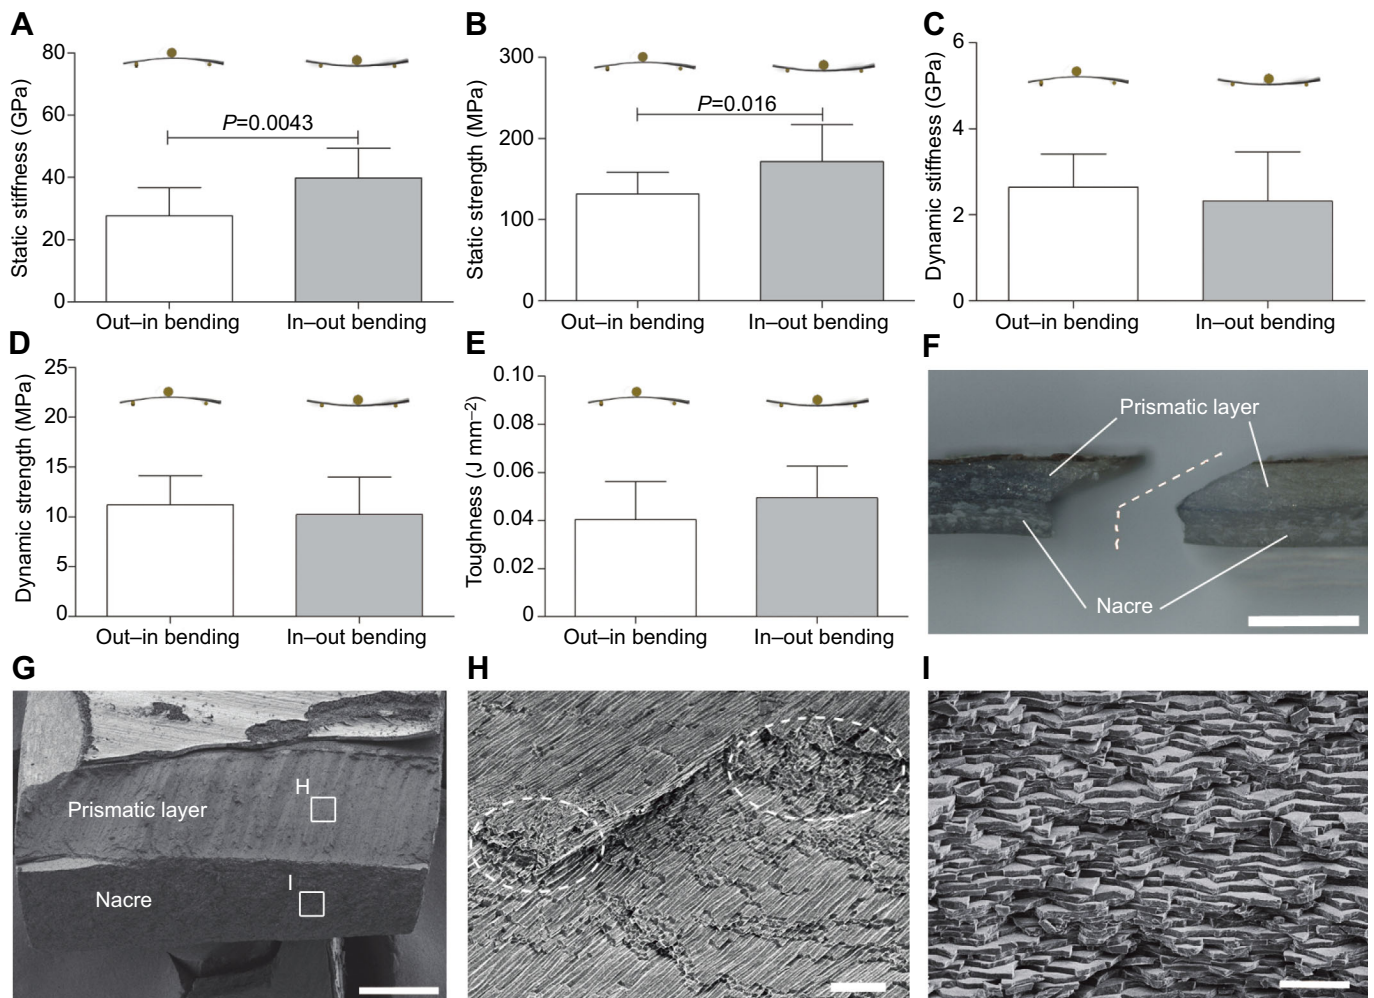 A
Static stiffness (GPa)
80
60
40
20
0
P=0.0043
Out–in bending
In–out bending
B
Static strength (MPa)
300
200
100
0
P=0.016
Out–in bending
In–out bending
C
Dynamic stiffness (GPa)
6
4
2
0
Out–in bending
In–out bending
D
Dynamic strength (MPa)
25
20
15
10
5
0
Out–in bending
In–out bending
E
Toughness (J mm–2)
0.10
0.08
0.06
0.04
0.02
0
Out–in bending
In–out bending
F
Prismatic layer
Nacre
G
H
Prismatic layer
I
Nacre
H
I